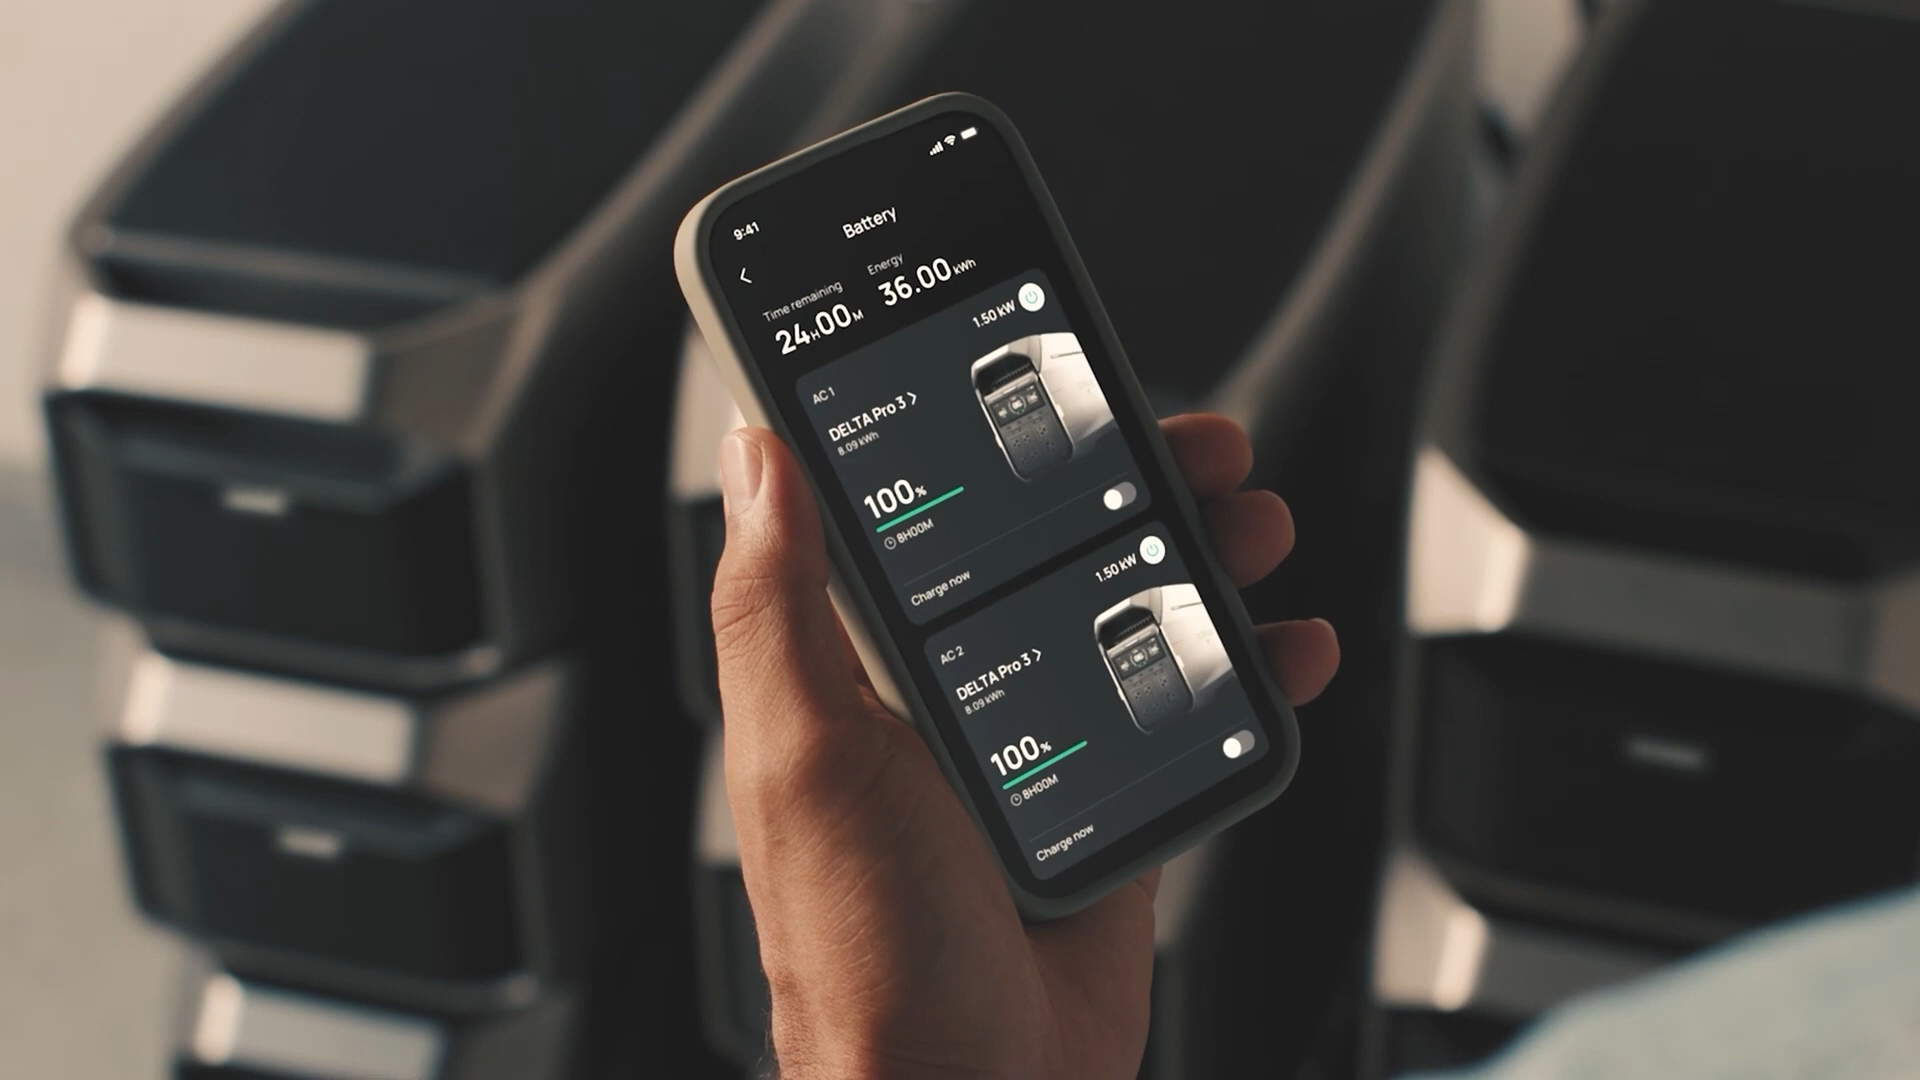 9:41
Battery
Time remaining
24H00M
Energy
36.00 kWh
1.50 kW
AC 1
DELTA Pro 3
8.09 kWh
100%
8H00M
Charge now
1.50 kW
AC 2
DELTA Pro 3
8.09 kWh
100%
8H00M
Charge now